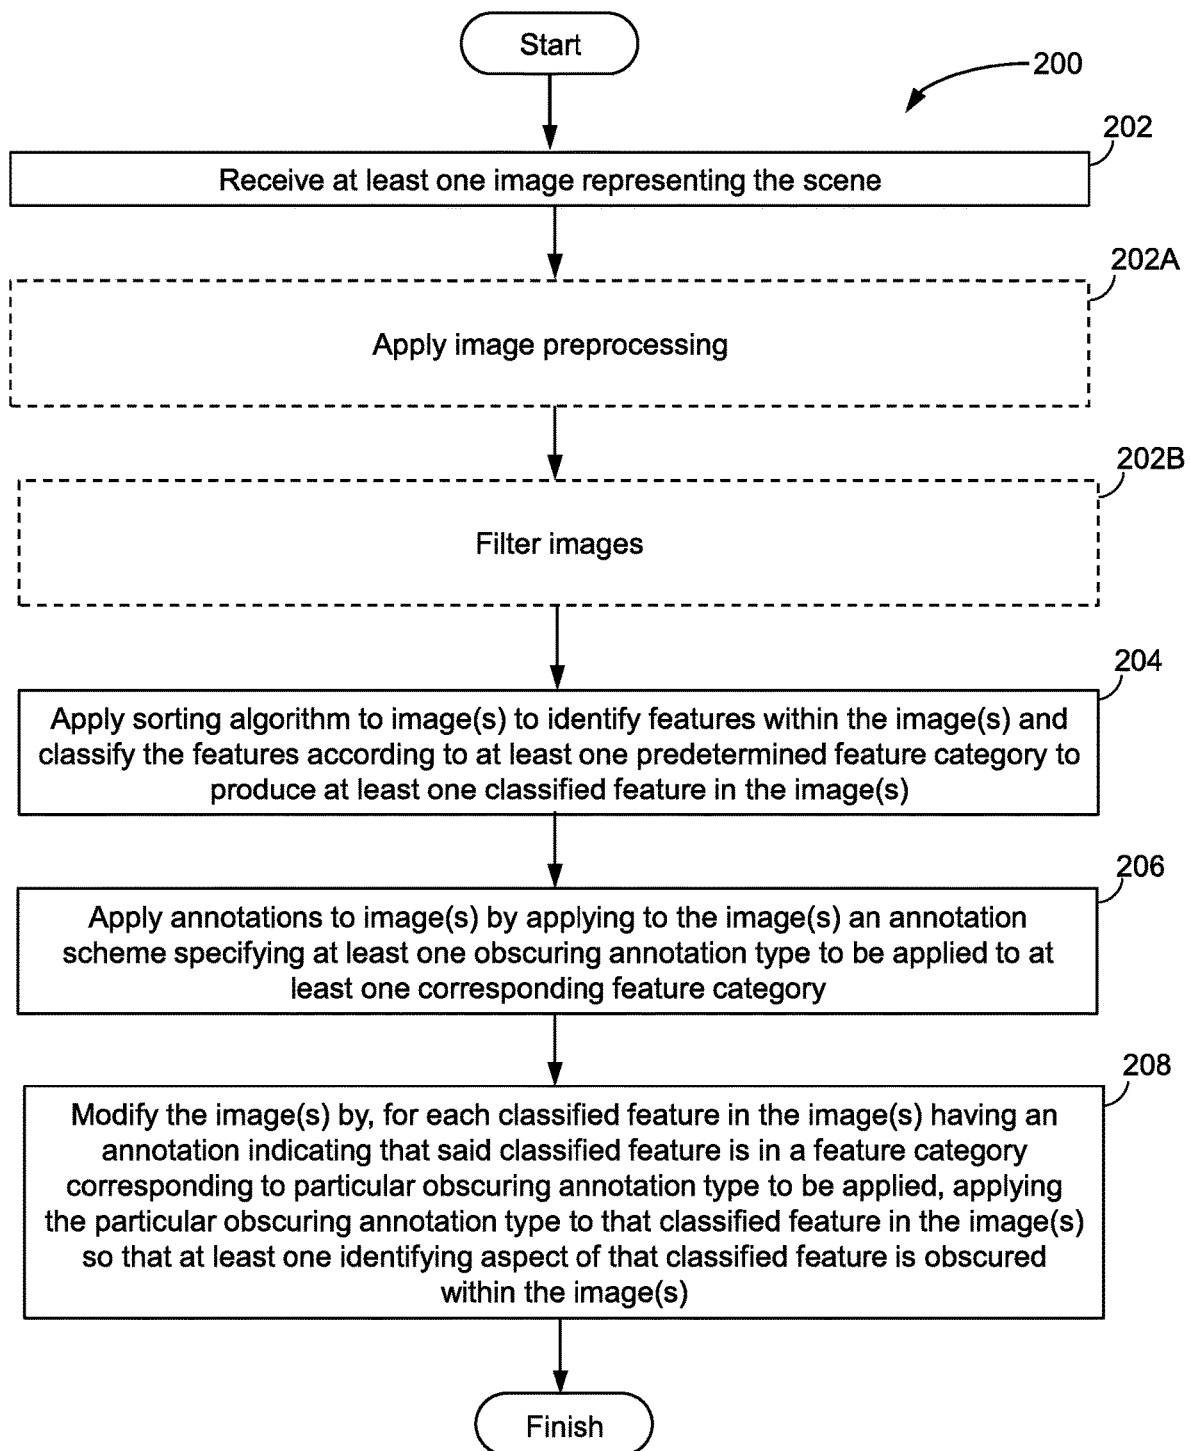 Start
200
202
Receive at least one image representing the scene
202A
Apply image preprocessing
202B
Filter images
204
Apply sorting algorithm to image(s) to identify features within the image(s) and
classify the features according to at least one predetermined feature category to
produce at least one classified feature in the image(s)
206
Apply annotations to image(s) by applying to the image(s) an annotation
scheme specifying at least one obscuring annotation type to be applied to at
least one corresponding feature category
208
Modify the image(s) by, for each classified feature in the image(s) having an
annotation indicating that said classified feature is in a feature category
corresponding to particular obscuring annotation type to be applied, applying
the particular obscuring annotation type to that classified feature in the image(s)
so that at least one identifying aspect of that classified feature is obscured
within the image(s)
Finish